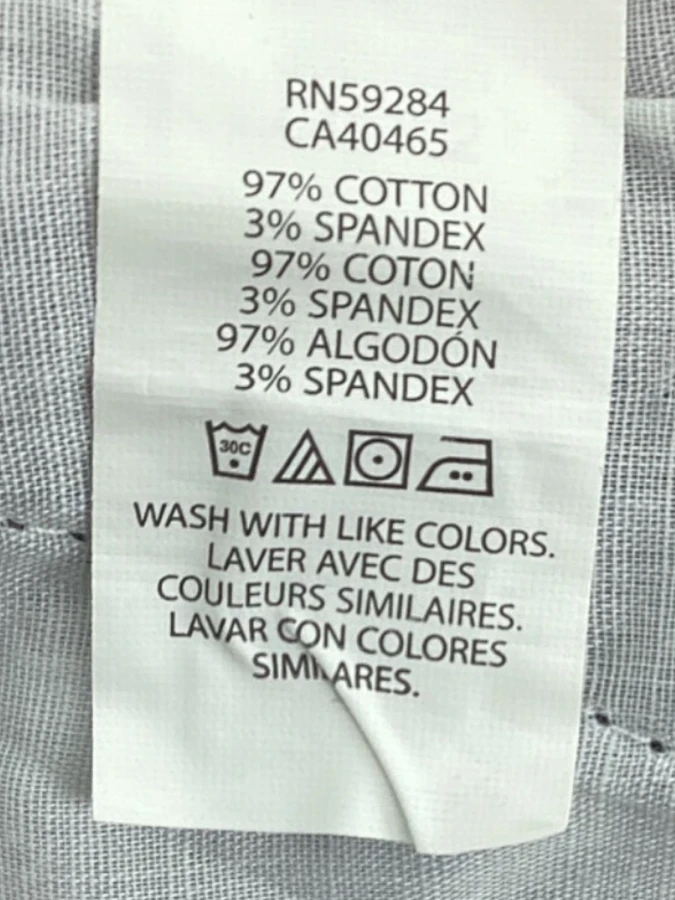 RN59284
CA40465
97% COTTON
3% SPANDEX
97% COTON
3% SPANDEX
97% ALGODÓN
3% SPANDEX
30C
WASH WITH LIKE COLORS.
LAVER AVEC DES
COULEURS SIMILAIRES.
LAVAR CON COLORES
SIMILARES.